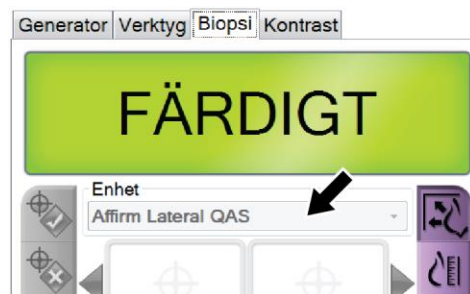 Generator Verktyg Biopsi Kontrast
FÄRDIGT
Enhet
Affirm Lateral QAS